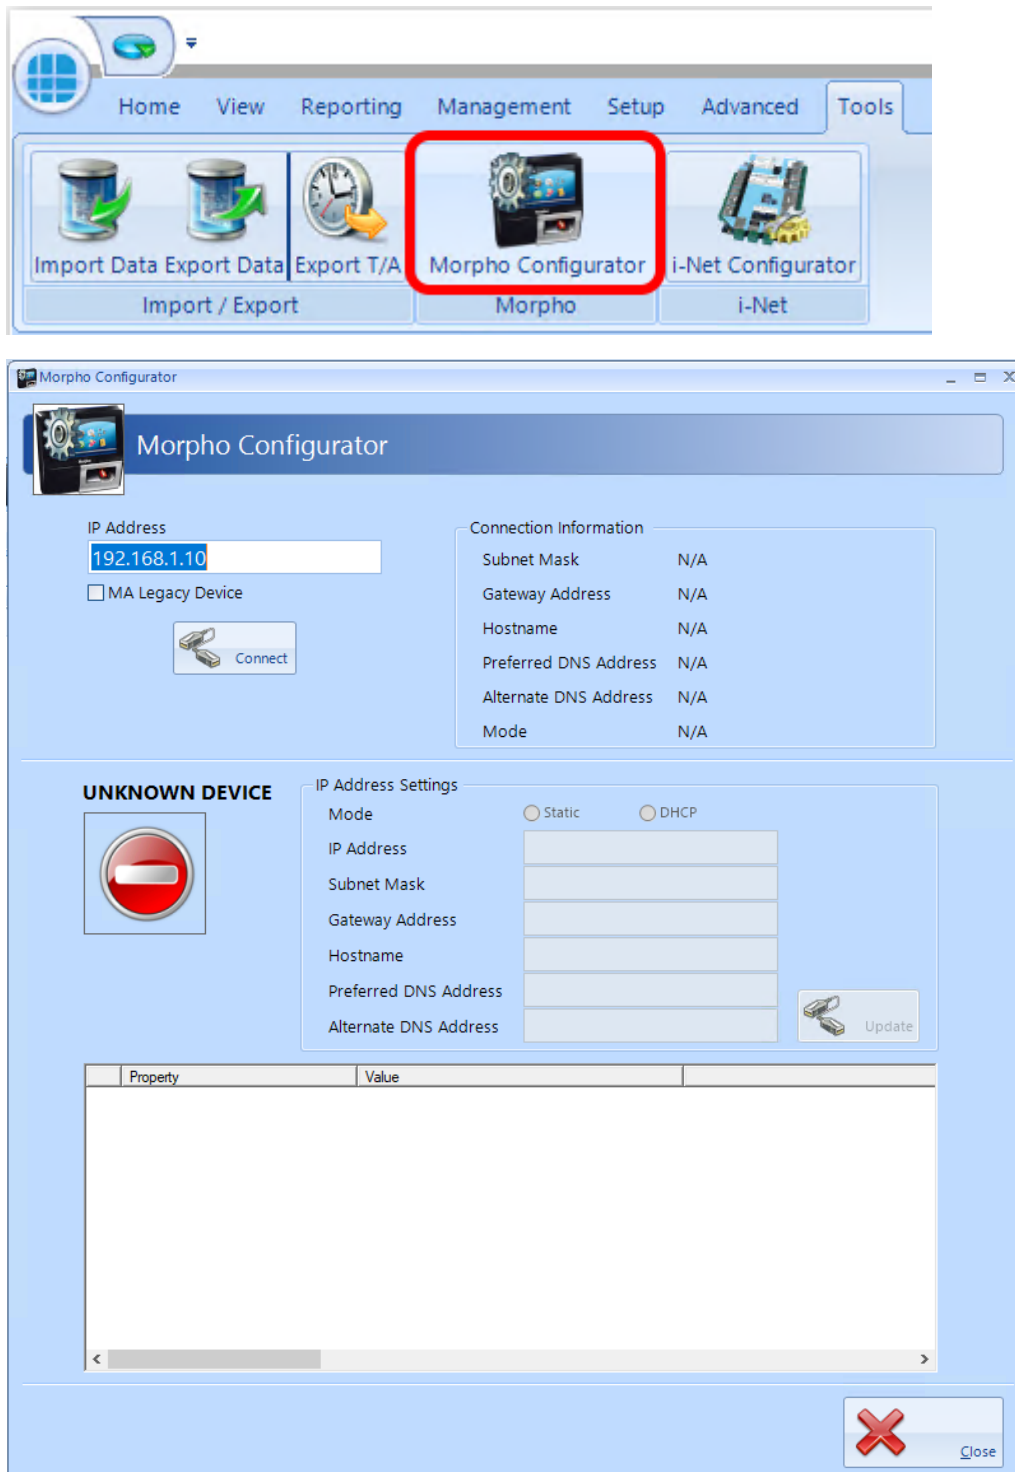 Home View Reporting Management Setup Advanced Tools
Import Data Export Data Export T/A Morpho Configurator i-Net Configurator
Import / Export Morpho i-Net
Morpho Configurator
Morpho Configurator
IP Address
192.168.1.10
MA Legacy Device
Connect
Connection Information
Subnet Mask N/A
Gateway Address N/A
Hostname N/A
Preferred DNS Address N/A
Alternate DNS Address N/A
Mode N/A
UNKNOWN DEVICE
IP Address Settings
Mode Static DHCP
IP Address
Subnet Mask
Gateway Address
Hostname
Preferred DNS Address
Alternate DNS Address
Update
Property Value
Close